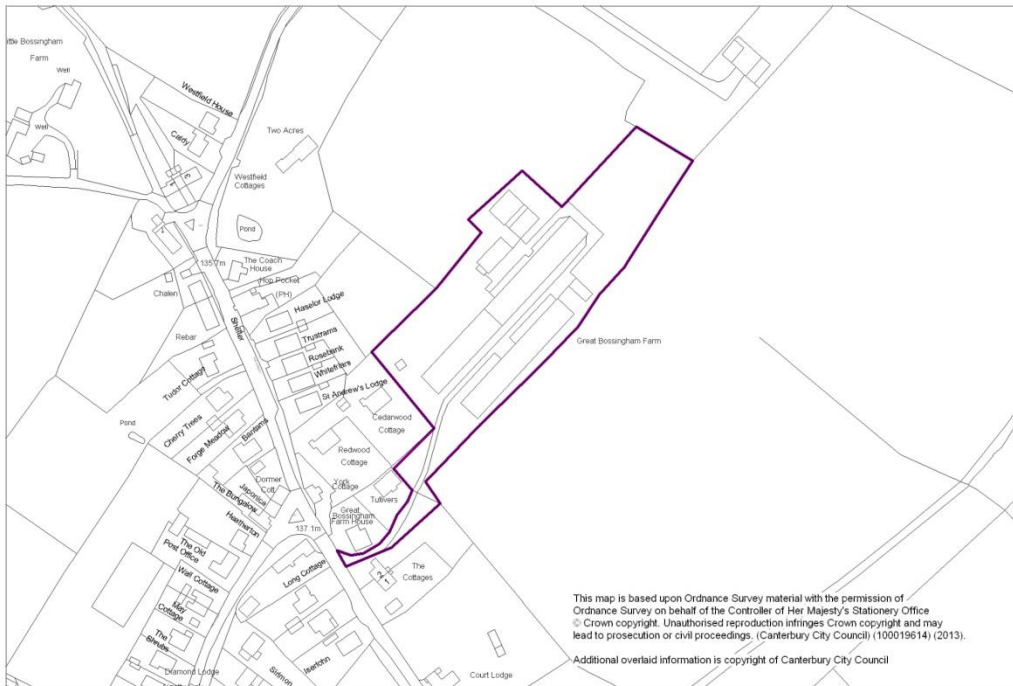 ttle Bossingham
Farm
Well
Well
Westfield House
Caldy
Two Acres
Westfield
Cottages
Pond
135.7m
The Coach
House
Hop Pocket
(PH)
Chalen
Shelter
Haselor Lodge
Rebar
Trustrams
Rosebank
Whitefriars
Tudor Cottage
St Andrew's Lodge
Great Bossingham Farm
Cedarwood
Cottage
Cherry Trees
Pond
Forge Meadow
Bantams
Redwood
Cottage
Dormer
Cott
York
Cottage
Tutivers
Japonica
The Bungalow
Great
Bossingham
Farm House
Heatherton
137.1m
The Old
Post Office
Long Cottage
The
Cottages
Wall Cottage
May
Cottage
The
Shrubs
Iserlohn
Diamond Lodge
Court Lodge
This map is based upon Ordnance Survey material with the permission of
Ordnance Survey on behalf of the Controller of Her Majesty's Stationery Office
© Crown copyright. Unauthorised reproduction infringes Crown copyright and may
lead to prosecution or civil proceedings. (Canterbury City Council) (100019614) (2013).
Additional overlaid information is copyright of Canterbury City Council